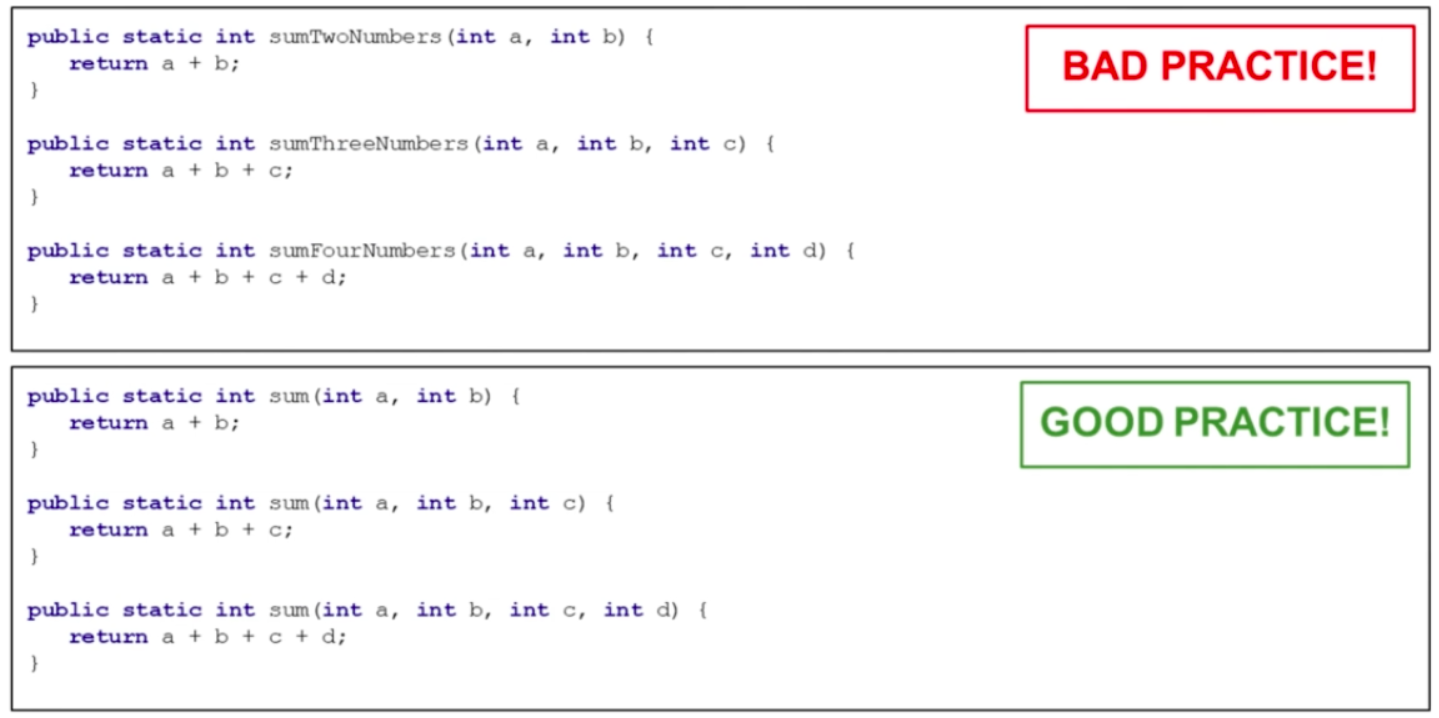 public static int sumTwoNumbers(int a, int b) {
BAD PRACTICE!
return a + b;
}
public static int sumThreeNumbers(int a, int b, int c) {
return a + b + c;
}
public static int sumFourNumbers(int a, int b, int c, int d) {
return a + b + c + d;
}
public static int sum(int a, int b) {
GOOD PRACTICE!
return a + b;
}
public static int sum(int a, int b, int c) {
return a + b + c;
}
public static int sum(int a, int b, int c, int d) {
return a + b + c + d;
}